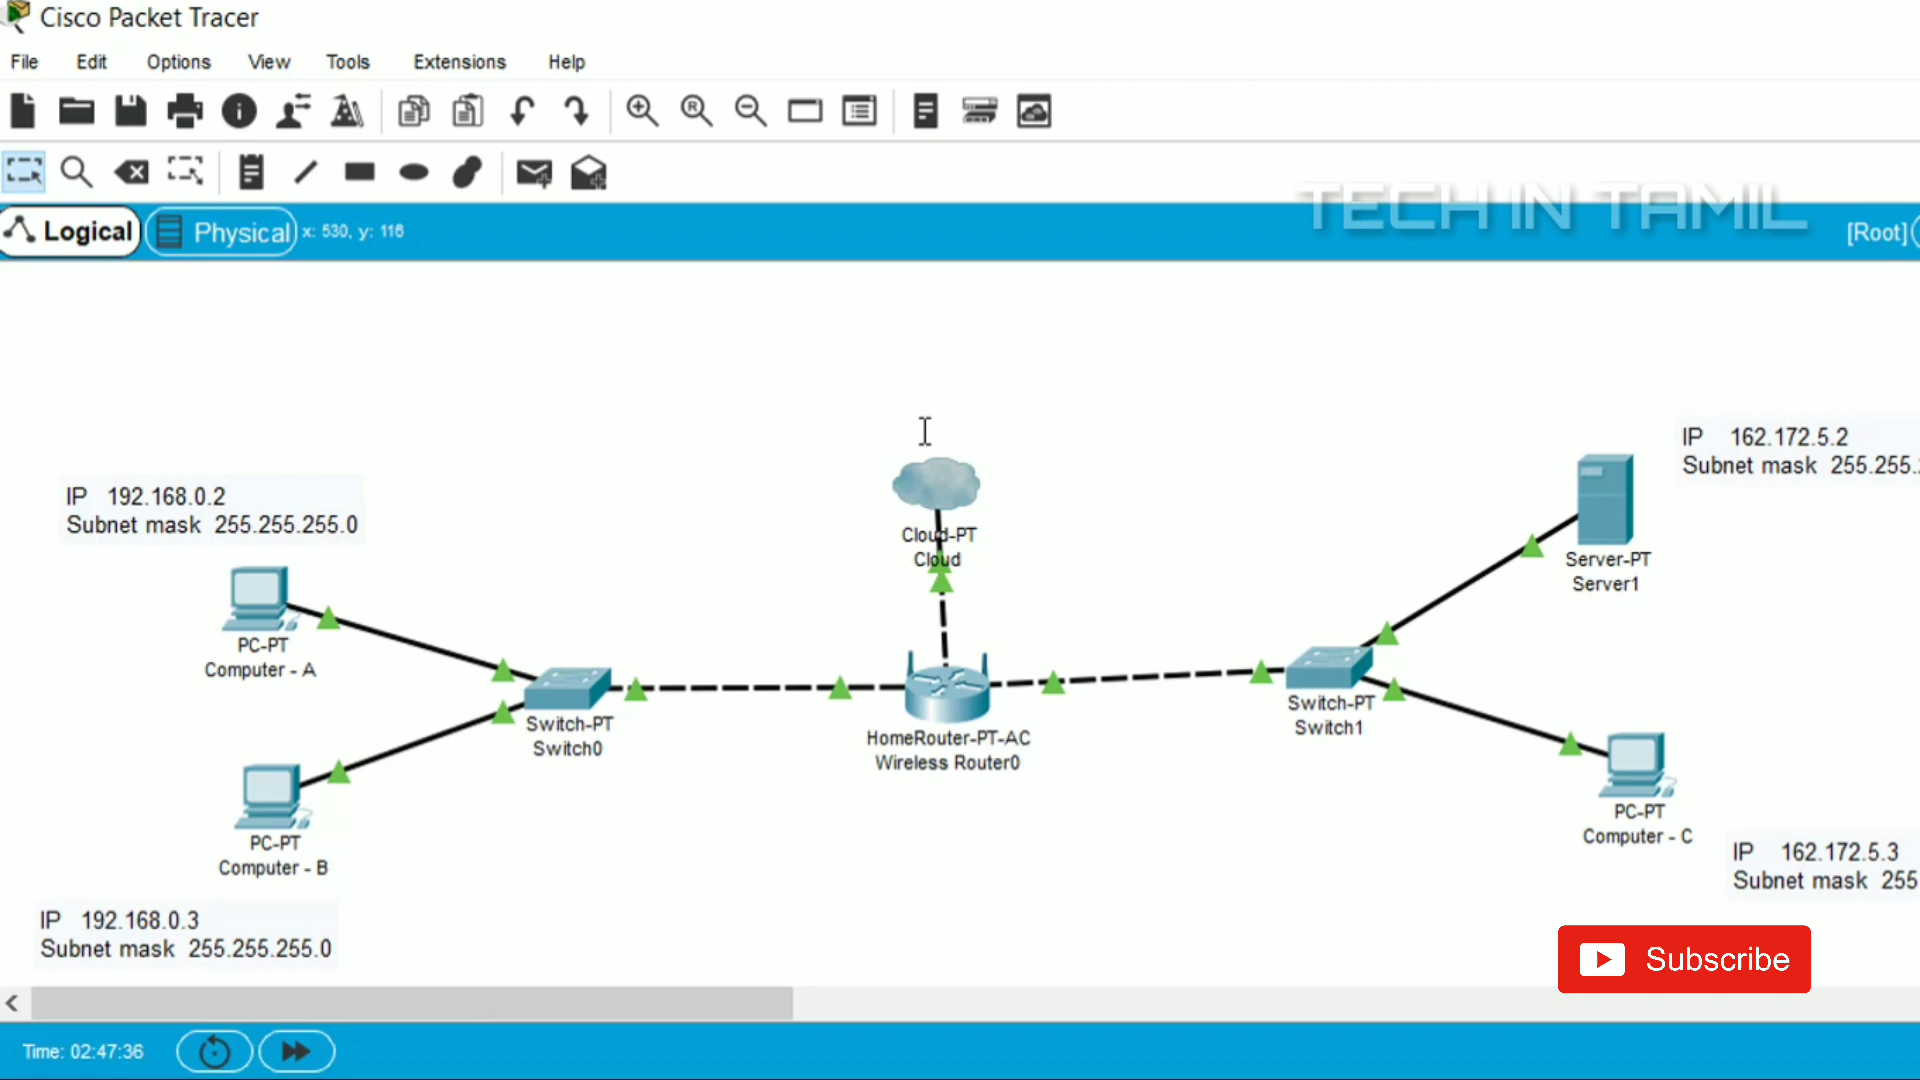 Cisco Packet Tracer
File Edit Options View Tools Extensions Help
TECH IN TAMIL
Logical Physical x: 530, y: 116 [Root]
IP 162.172.5.2
Subnet mask 255.255.
IP 192.168.0.2
Subnet mask 255.255.255.0
Cloud-PT
Cloud
Server-PT
Server1
PC-PT
Computer - A
Switch-PT
Switch0
HomeRouter-PT-AC
Wireless Router0
Switch-PT
Switch1
PC-PT
Computer - B
PC-PT
Computer - C
IP 162.172.5.3
Subnet mask 255
IP 192.168.0.3
Subnet mask 255.255.255.0
Subscribe
Time: 02:47:36